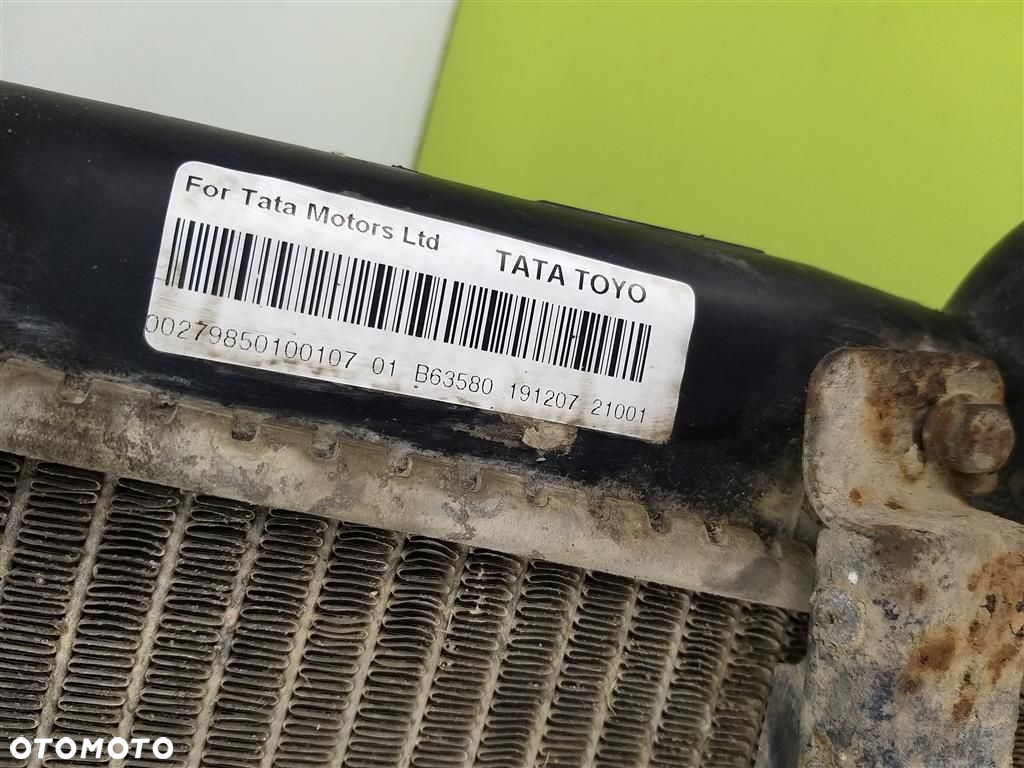 For Tata Motors Ltd TATA TOYO
00279850100107 01 B63580 191207 21001
OTOMOTO